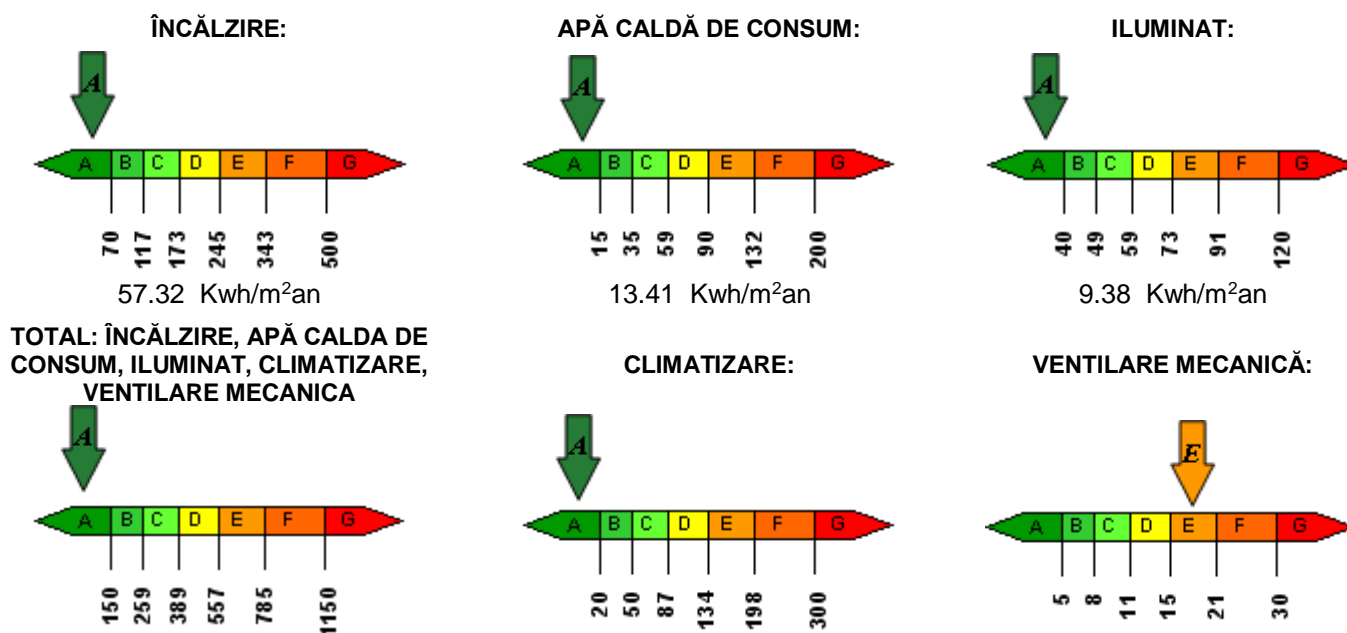 ÎNCĂLZIRE:
A
A B C D E F G
70 117 173 245 343 500
57.32 Kwh/m²an
APĂ CALDĂ DE CONSUM:
A
A B C D E F G
15 35 59 90 132 200
13.41 Kwh/m²an
ILUMINAT:
A
A B C D E F G
40 49 59 73 91 120
9.38 Kwh/m²an
TOTAL: ÎNCĂLZIRE, APĂ CALDA DE
CONSUM, ILUMINAT, CLIMATIZARE,
VENTILARE MECANICA
A
A B C D E F G
150 259 389 557 785 1150
CLIMATIZARE:
A
A B C D E F G
20 50 87 134 198 300
VENTILARE MECANICĂ:
E
A B C D E F G
5 8 11 15 21 30